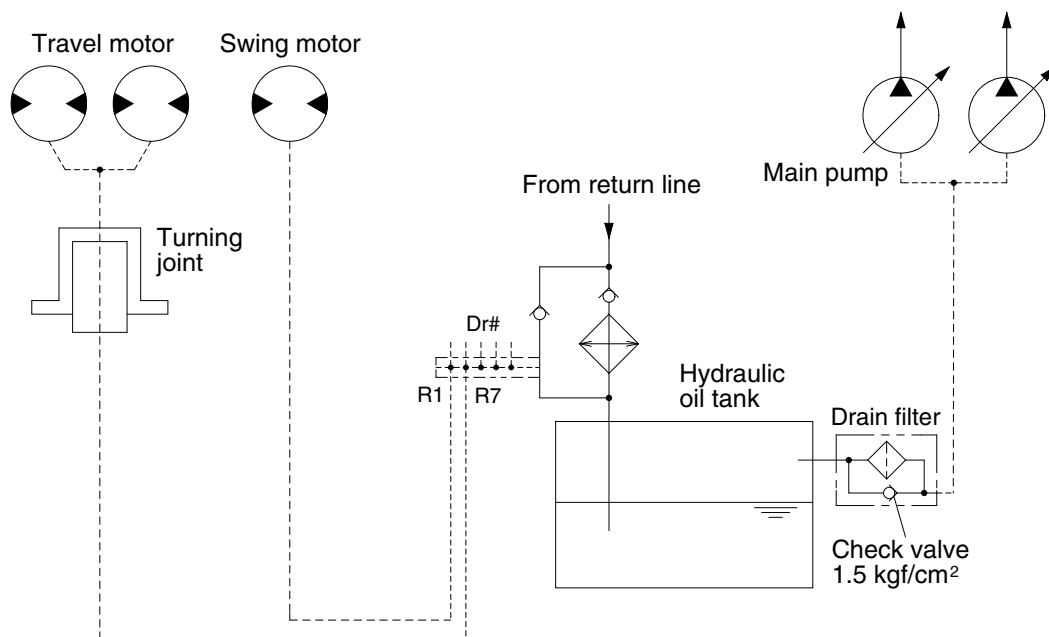 Travel motor
Swing motor
Main pump
From return line
Turning
joint
Dr#
R1
R7
Hydraulic
oil tank
Drain filter
Check valve
1.5 kgf/cm²